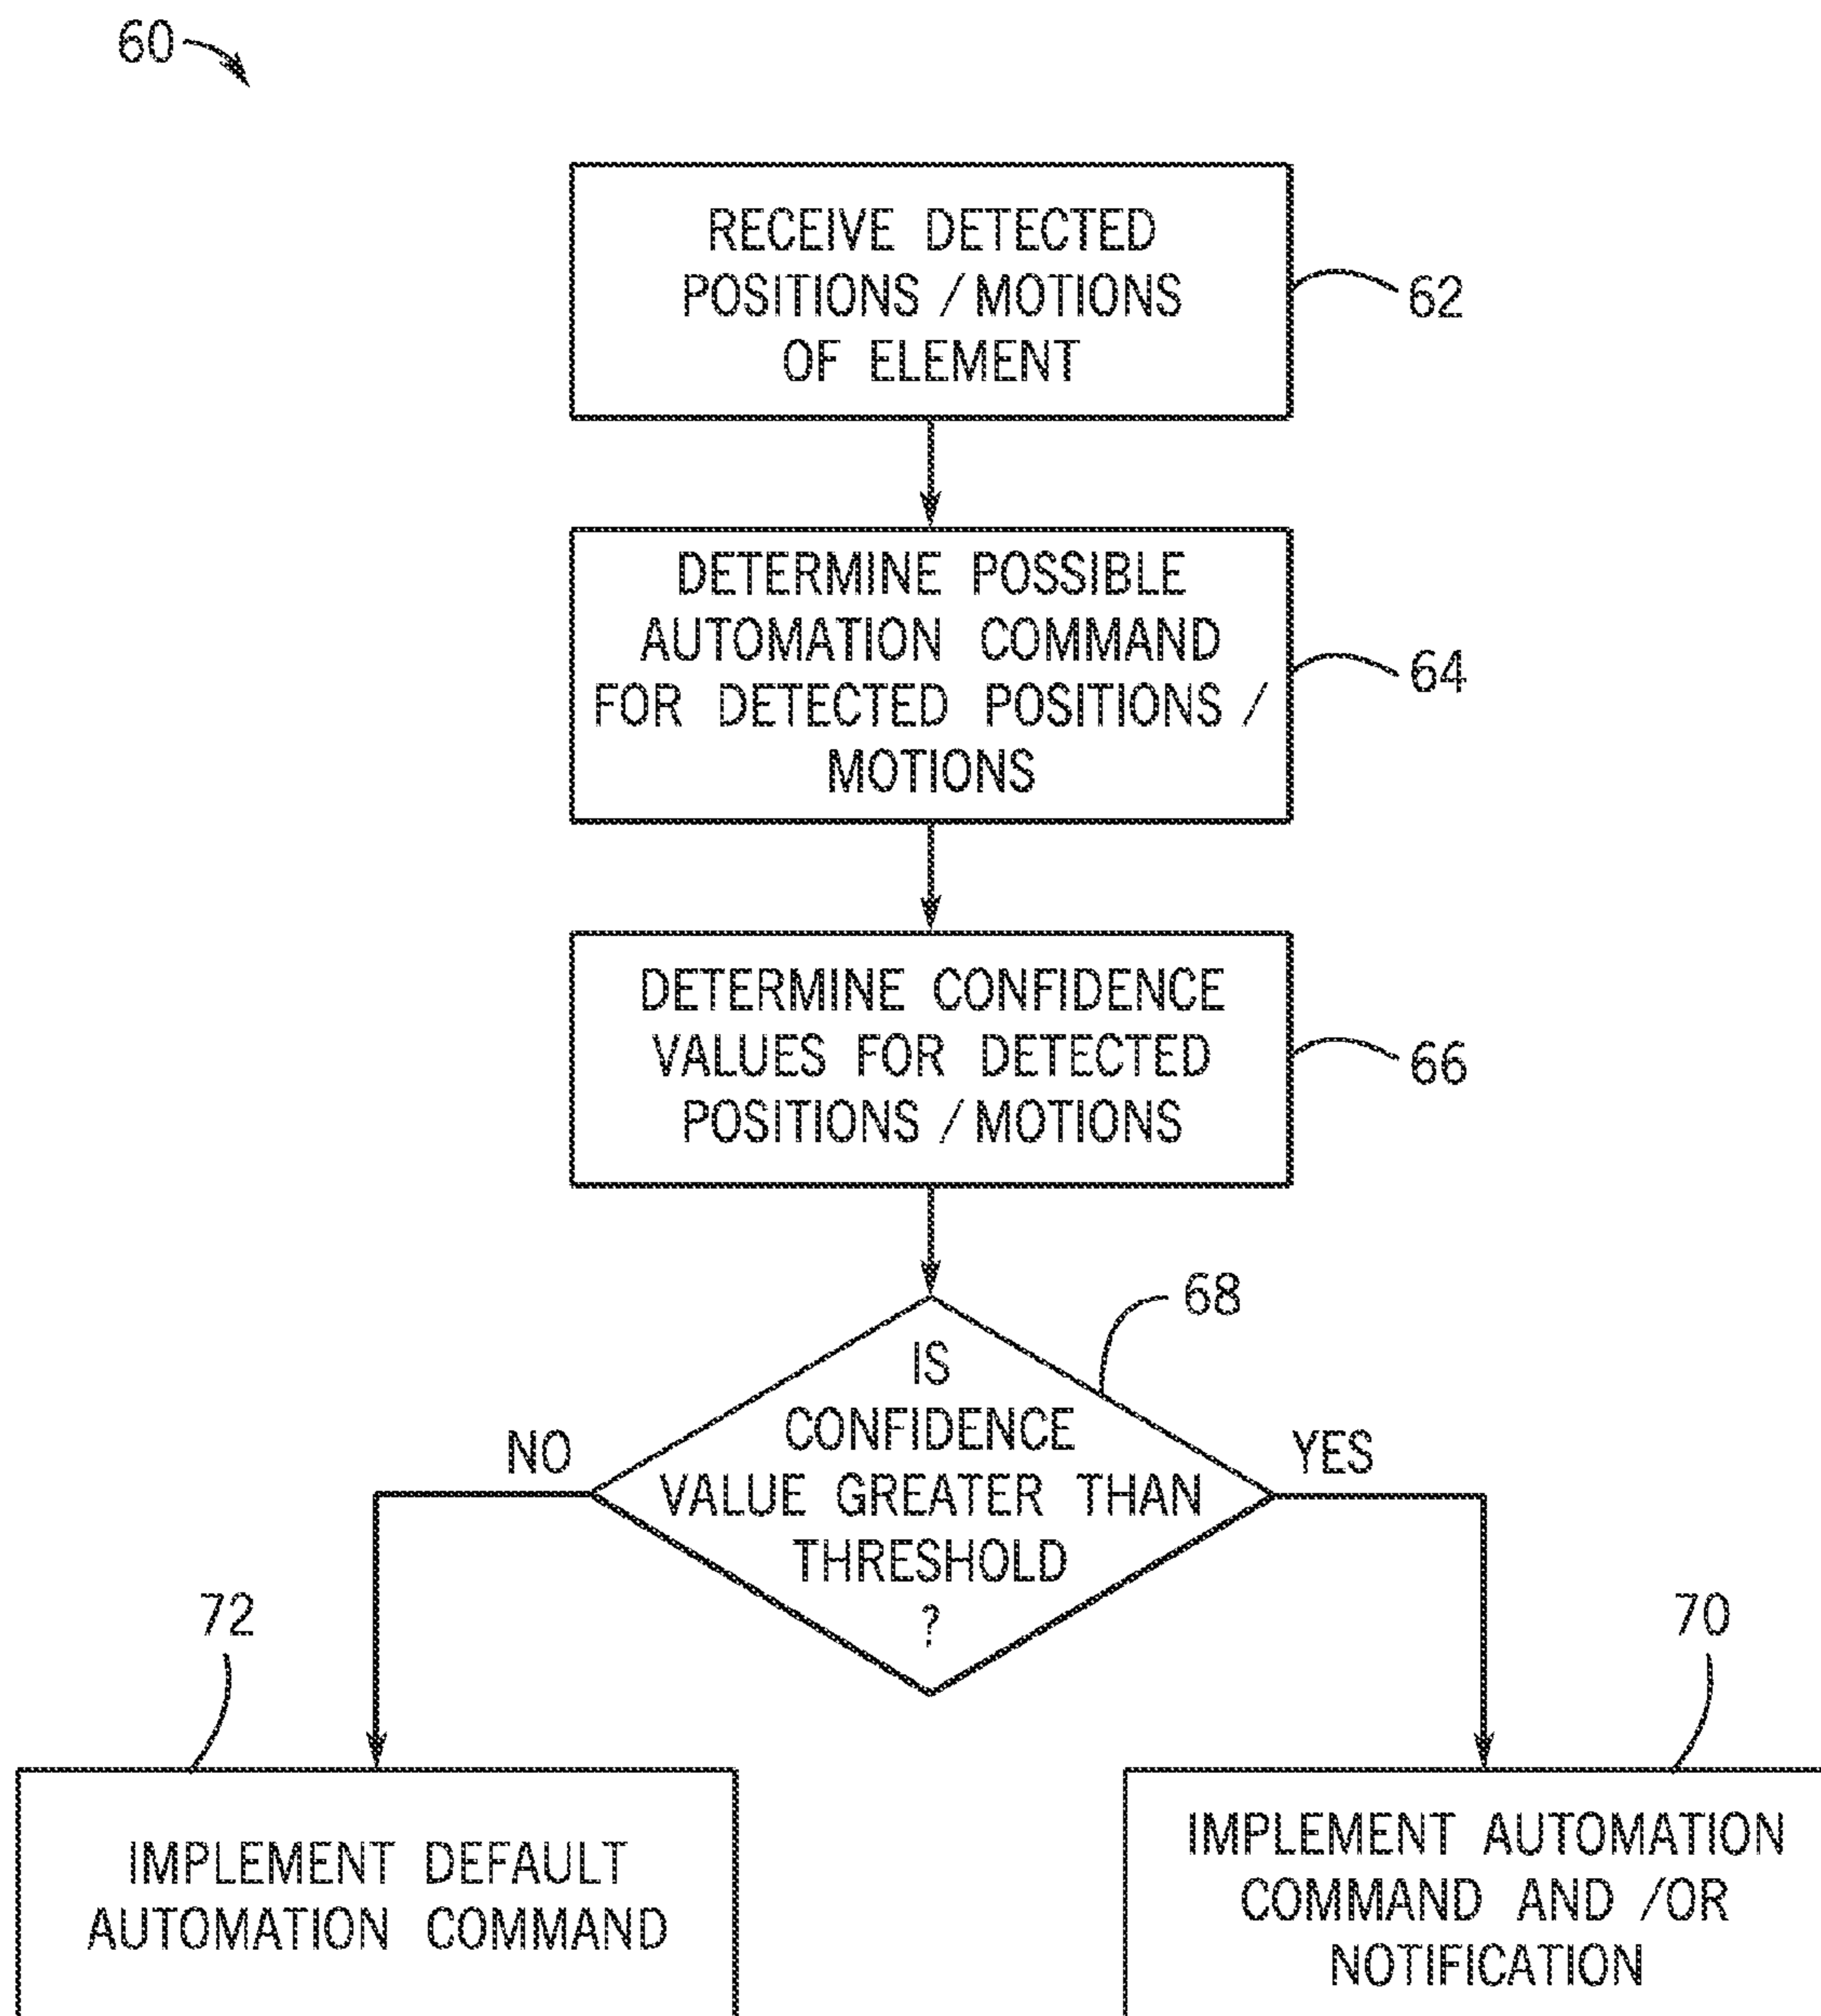 60
RECEIVE DETECTED
POSITIONS / MOTIONS
OF ELEMENT
62
DETERMINE POSSIBLE
AUTOMATION COMMAND
FOR DETECTED POSITIONS /
MOTIONS
64
DETERMINE CONFIDENCE
VALUES FOR DETECTED
POSITIONS / MOTIONS
66
68
IS
CONFIDENCE
VALUE GREATER THAN
THRESHOLD
?
NO
YES
72
70
IMPLEMENT DEFAULT
AUTOMATION COMMAND
IMPLEMENT AUTOMATION
COMMAND AND /OR
NOTIFICATION